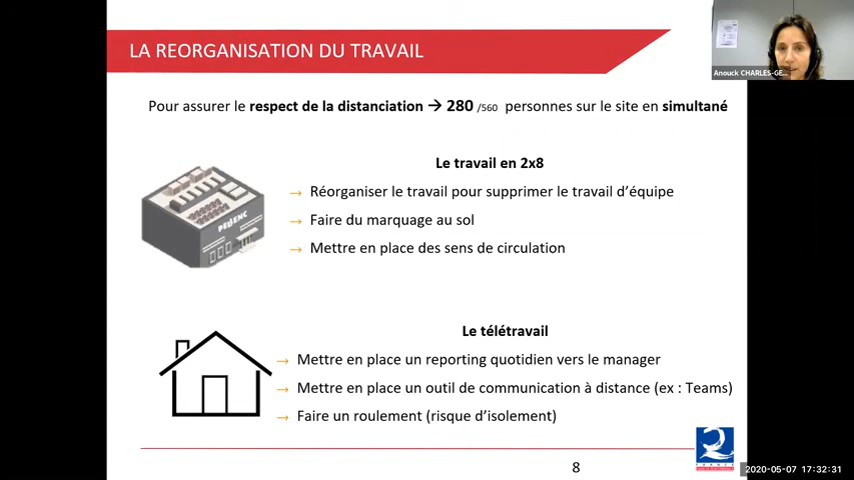 LA REORGANISATION DU TRAVAIL
Anouck CHARLES-GE...
Pour assurer le respect de la distanciation → 280 /560 personnes sur le site en simultané
Le travail en 2x8
→ Réorganiser le travail pour supprimer le travail d'équipe
→ Faire du marquage au sol
→ Mettre en place des sens de circulation
PELLENC
Le télétravail
→ Mettre en place un reporting quotidien vers le manager
→ Mettre en place un outil de communication à distance (ex : Teams)
→ Faire un roulement (risque d'isolement)
FRANCE
8
2020-05-07 17:32:31